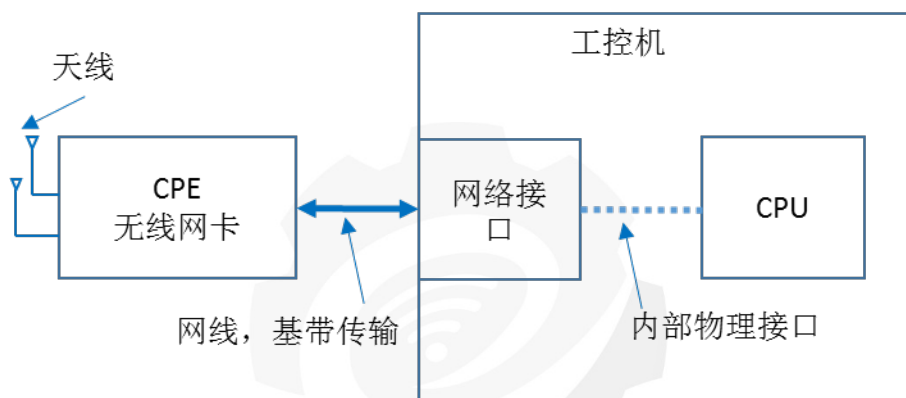 工控机
天线
CPE
无线网卡
网络接
口
CPU
网线，基带传输
内部物理接口